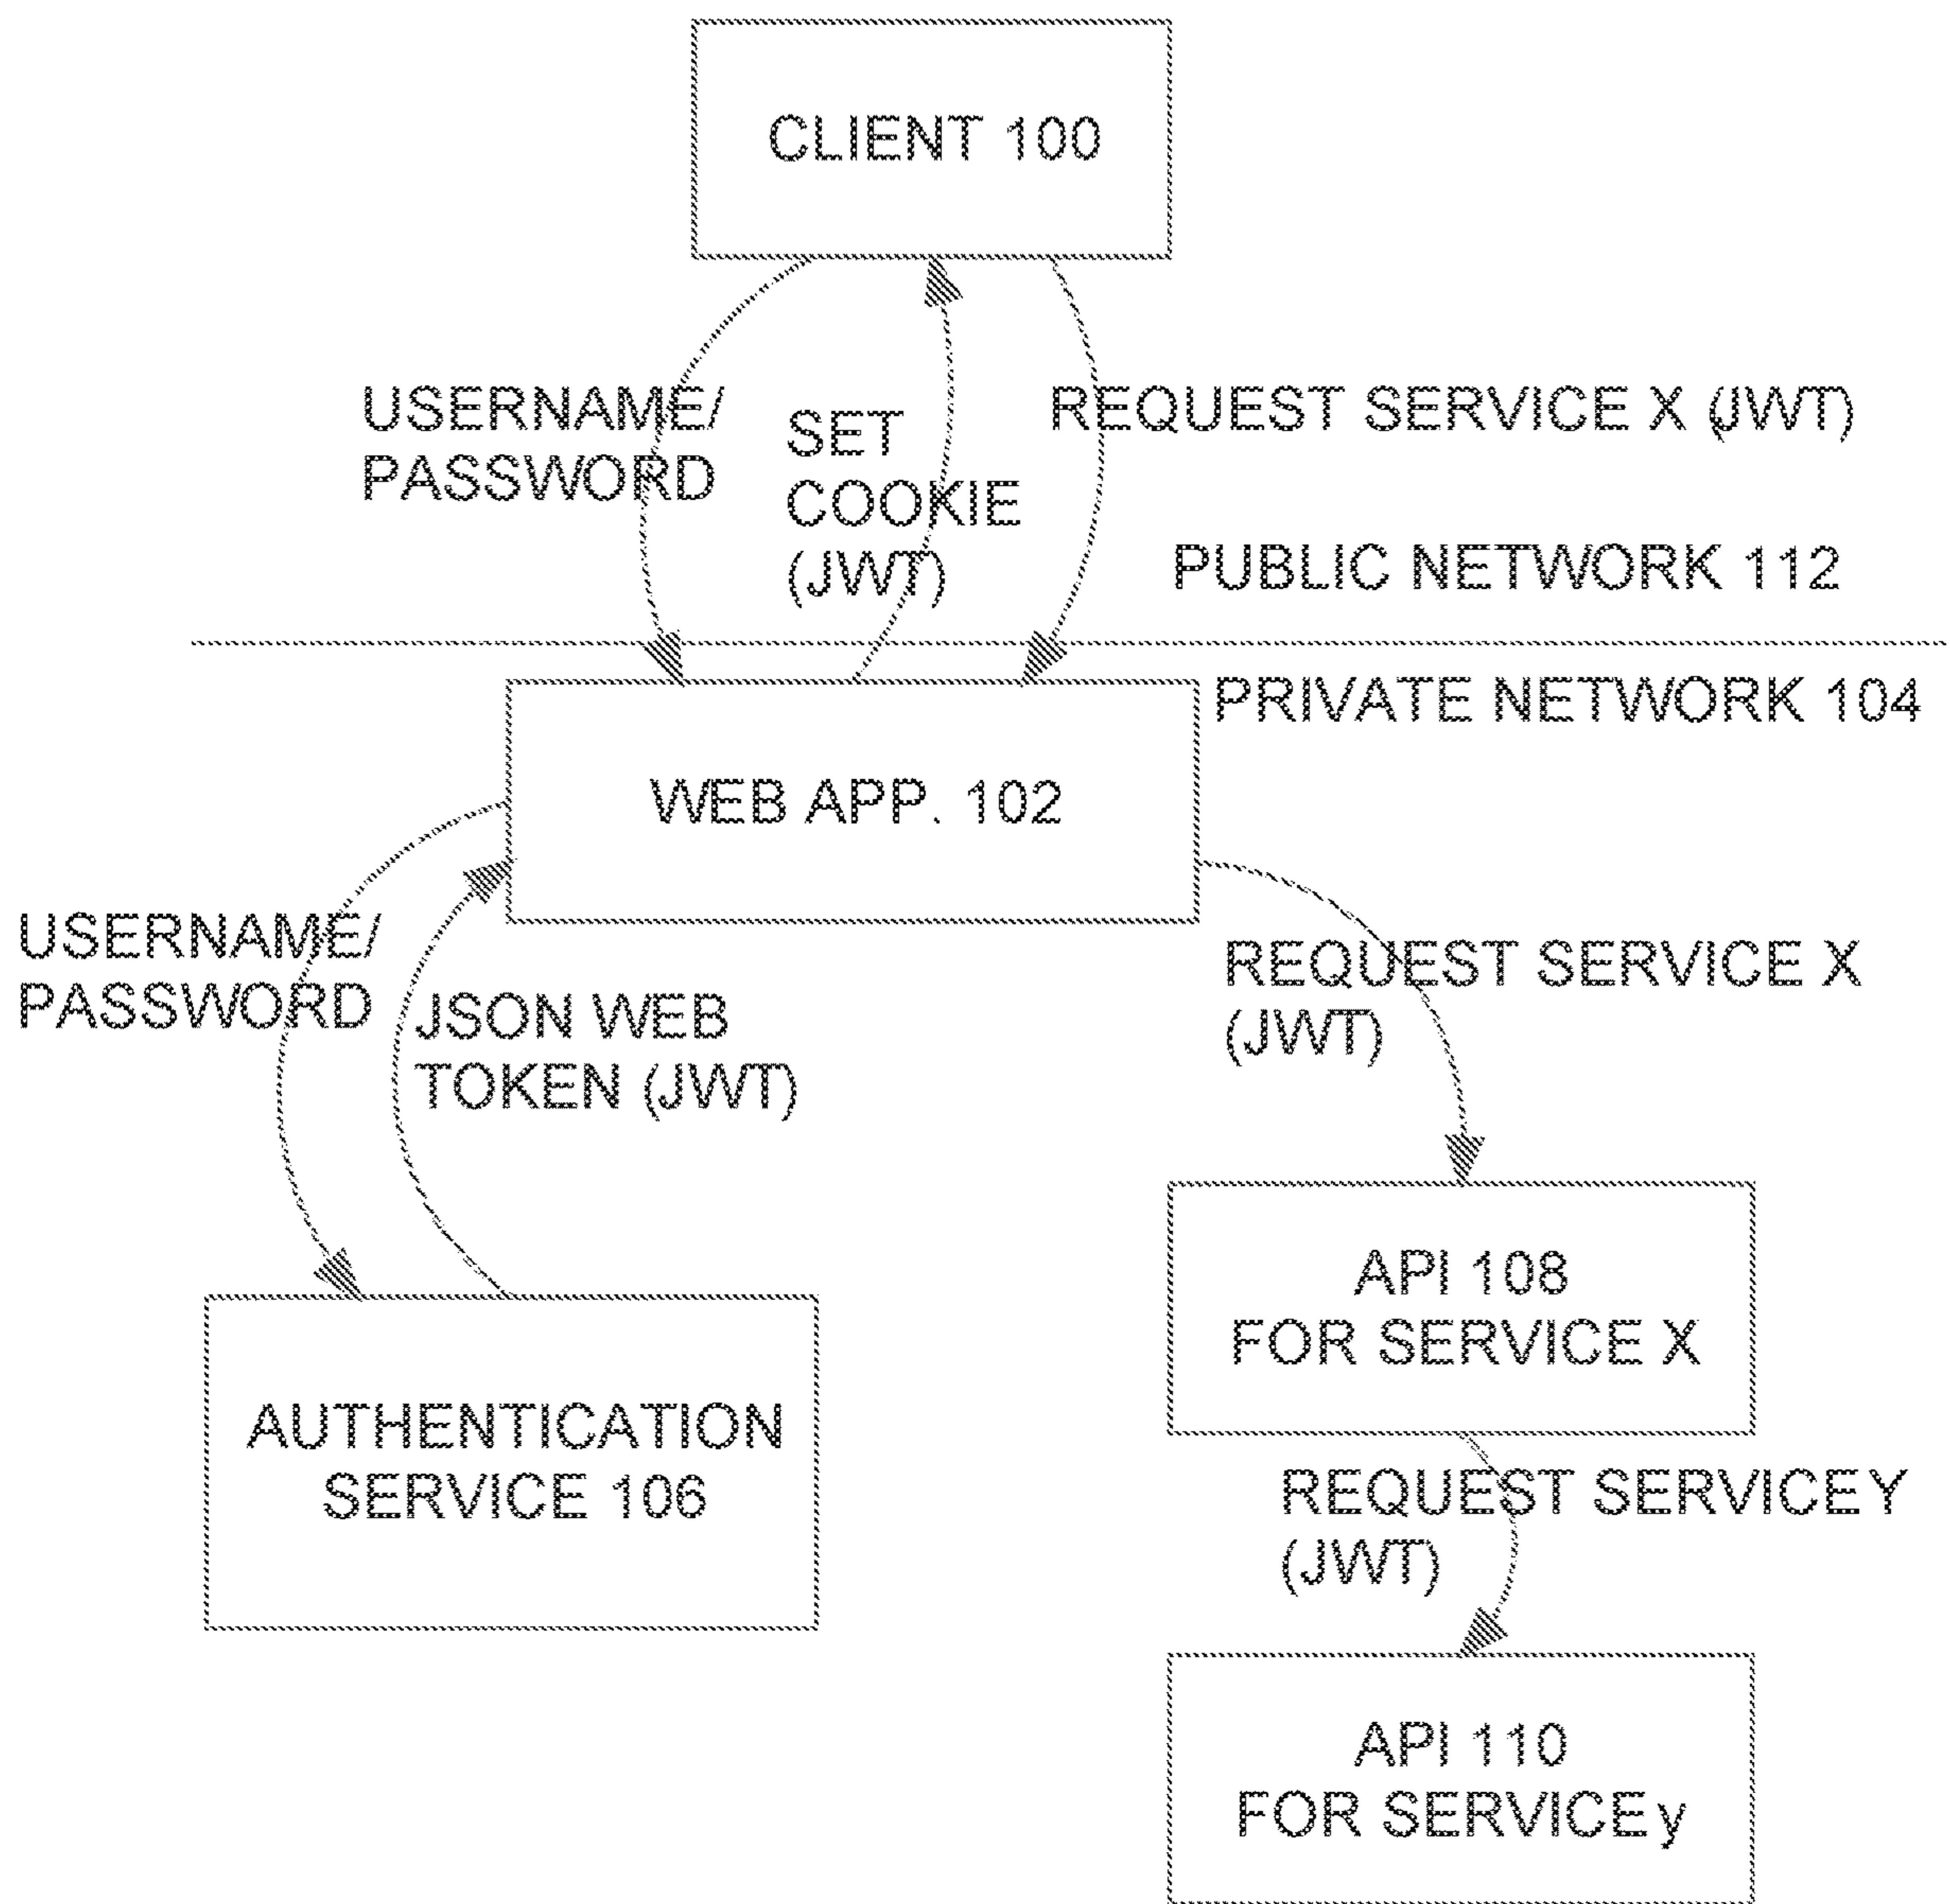 CLIENT 100
USERNAME/
PASSWORD
SET
COOKIE
(JWT)
REQUEST SERVICE X (JWT)
PUBLIC NETWORK 112
PRIVATE NETWORK 104
WEB APP. 102
USERNAME/
PASSWORD
JSON WEB
TOKEN (JWT)
REQUEST SERVICE X
(JWT)
API 108
FOR SERVICE X
AUTHENTICATION
SERVICE 106
REQUEST SERVICE Y
(JWT)
API 110
FOR SERVICE y